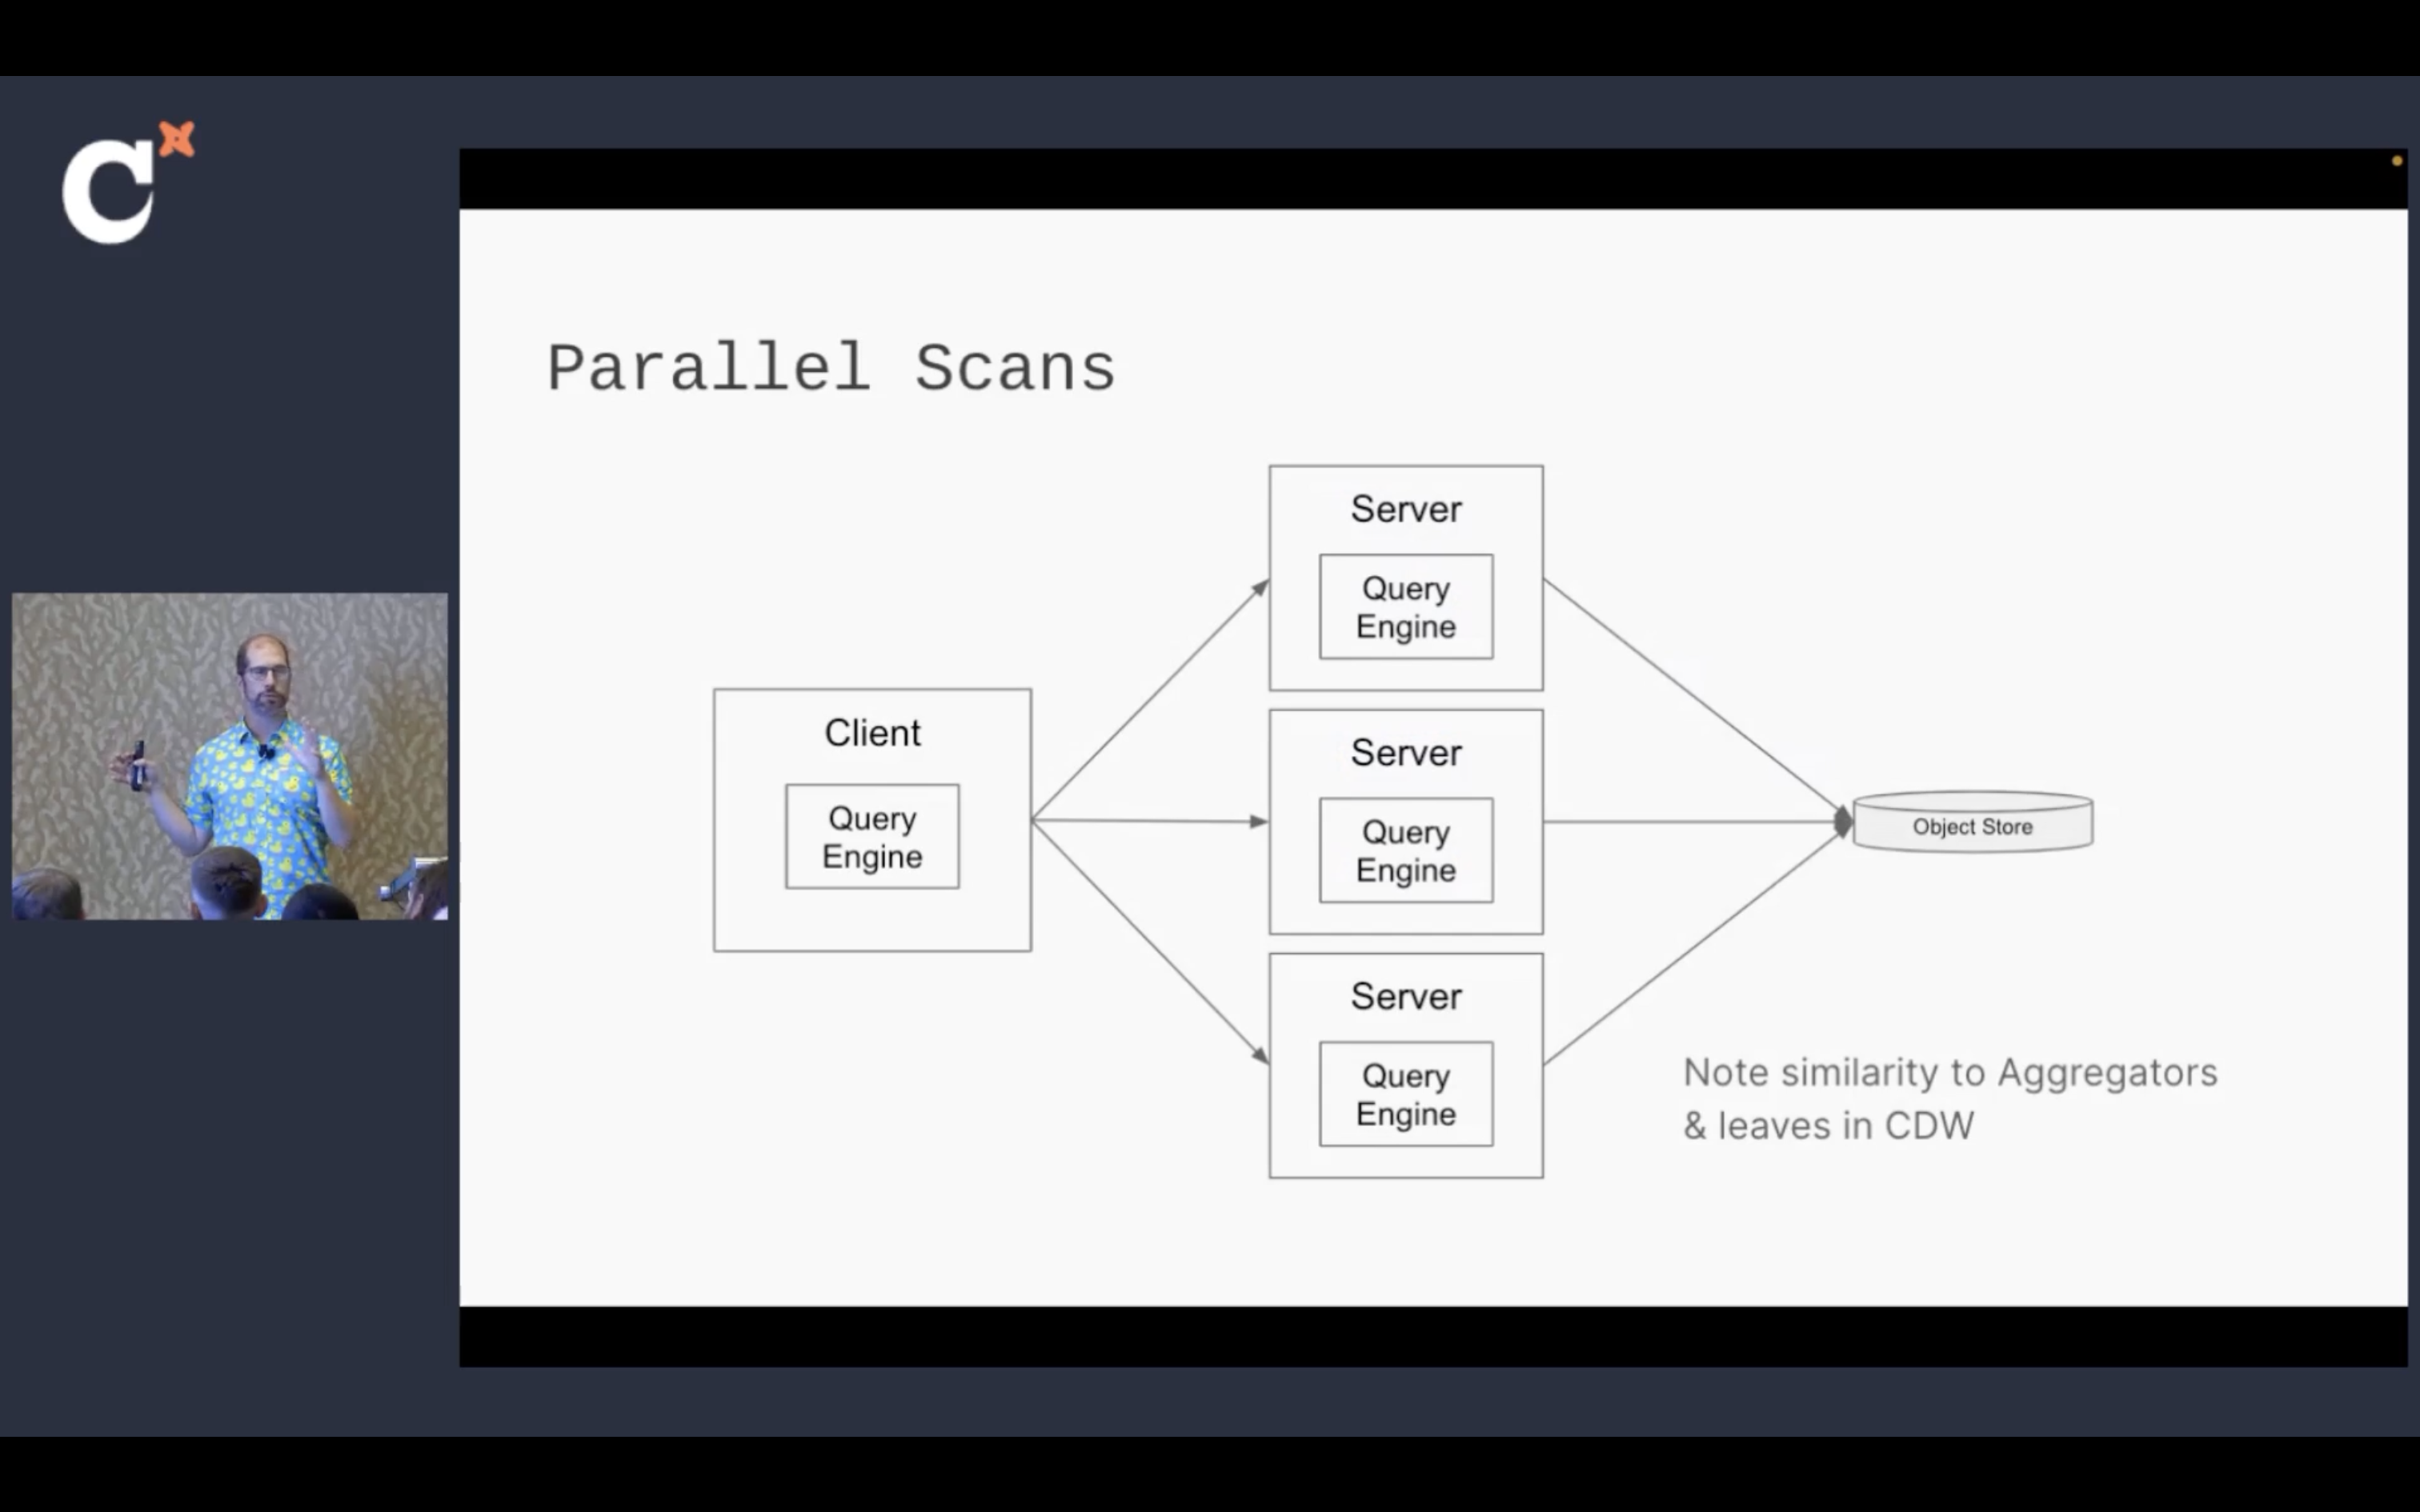 C
Parallel Scans
Client
Query
Engine
Server
Query
Engine
Server
Query
Engine
Server
Query
Engine
Object Store
Note similarity to Aggregators
& leaves in CDW